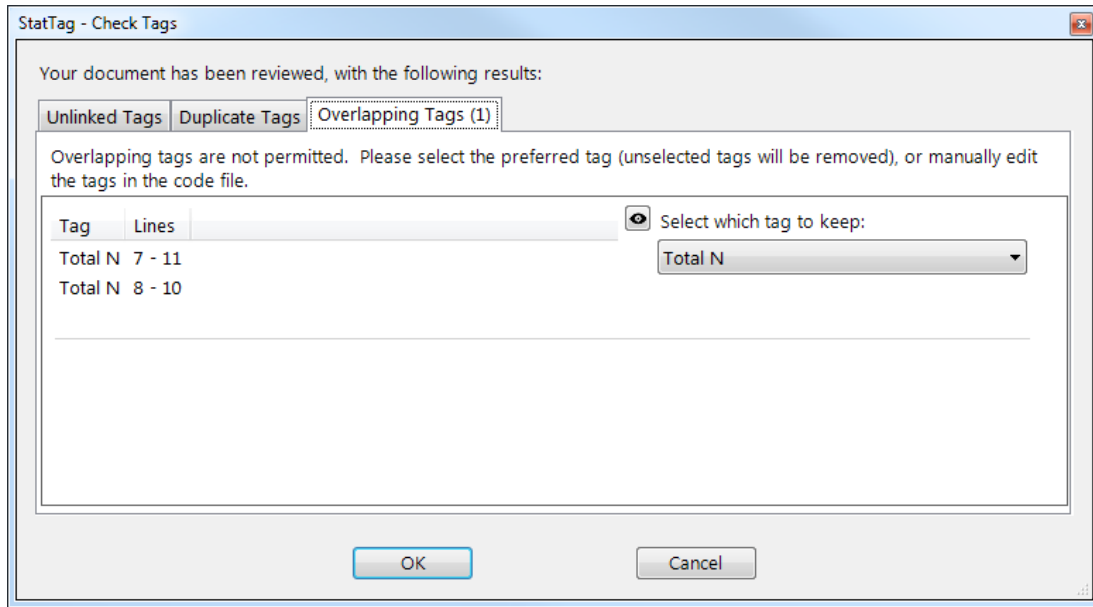 StatTag - Check Tags
Your document has been reviewed, with the following results:
Unlinked Tags Duplicate Tags Overlapping Tags (1)
Overlapping tags are not permitted.  Please select the preferred tag (unselected tags will be removed), or manually edit
the tags in the code file.
Tag Lines
Select which tag to keep:
Total N 7 - 11
Total N
Total N 8 - 10
OK Cancel